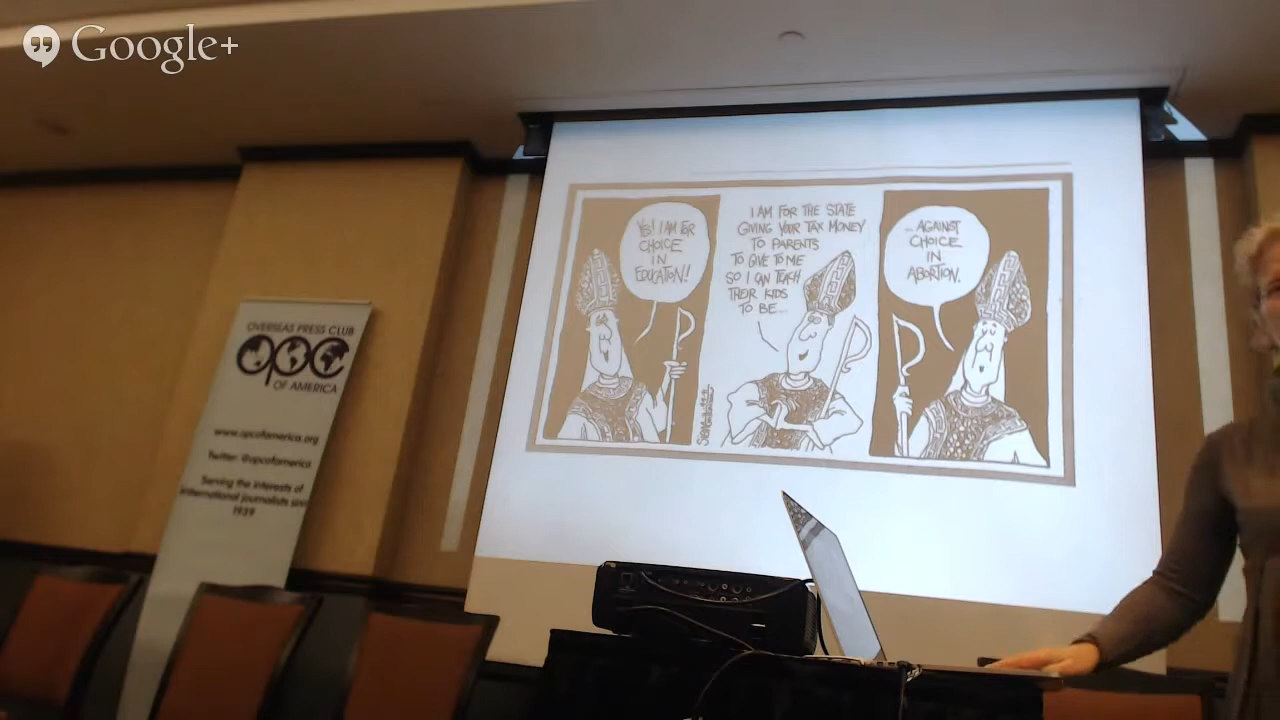 Google+
OVERSEAS PRESS CLUB
opc
OF AMERICA
www.opcofamerica.org
Twitter: @opcofamerica
Serving the interests of
international journalists
1939
YES! I AM FOR
CHOICE
IN
EDUCATION!
I AM FOR THE STATE
GIVING YOUR TAX MONEY
TO PARENTS
TO GIVE TO ME
SO I CAN TEACH
THEIR KIDS
TO BE...
...AGAINST
CHOICE
IN
ABORTION.